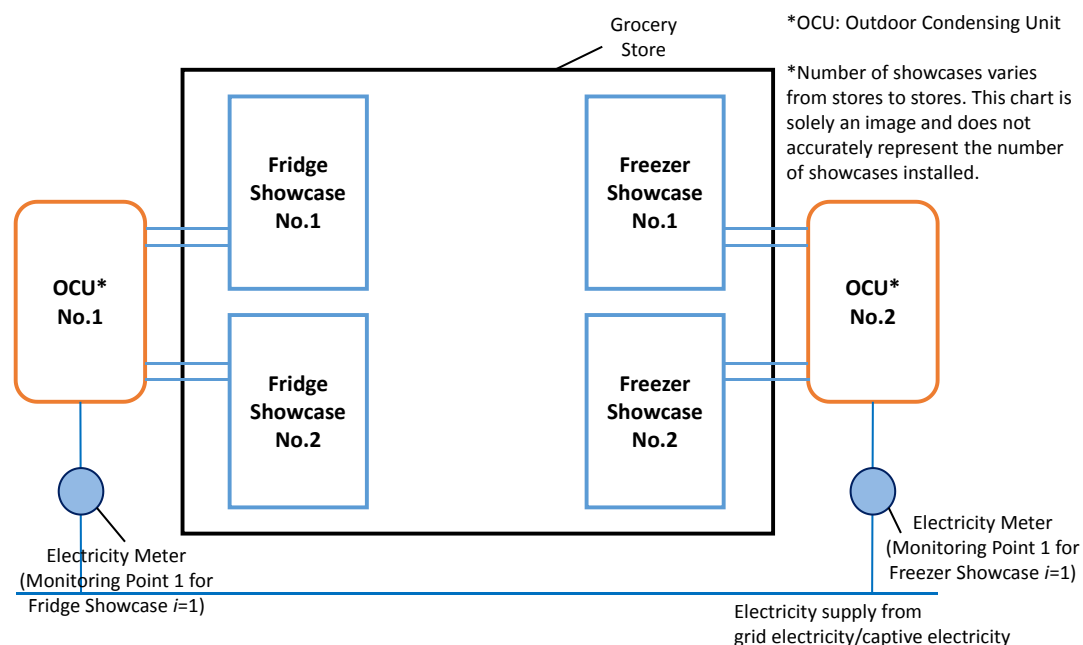 Grocery
Store
*OCU: Outdoor Condensing Unit
*Number of showcases varies
from stores to stores. This chart is
solely an image and does not
accurately represent the number
of showcases installed.
Fridge
Showcase
No.1
Freezer
Showcase
No.1
OCU*
No.1
OCU*
No.2
Fridge
Showcase
No.2
Freezer
Showcase
No.2
Electricity Meter
(Monitoring Point 1 for
Fridge Showcase i=1)
Electricity Meter
(Monitoring Point 1 for
Freezer Showcase i=1)
Electricity supply from
grid electricity/captive electricity